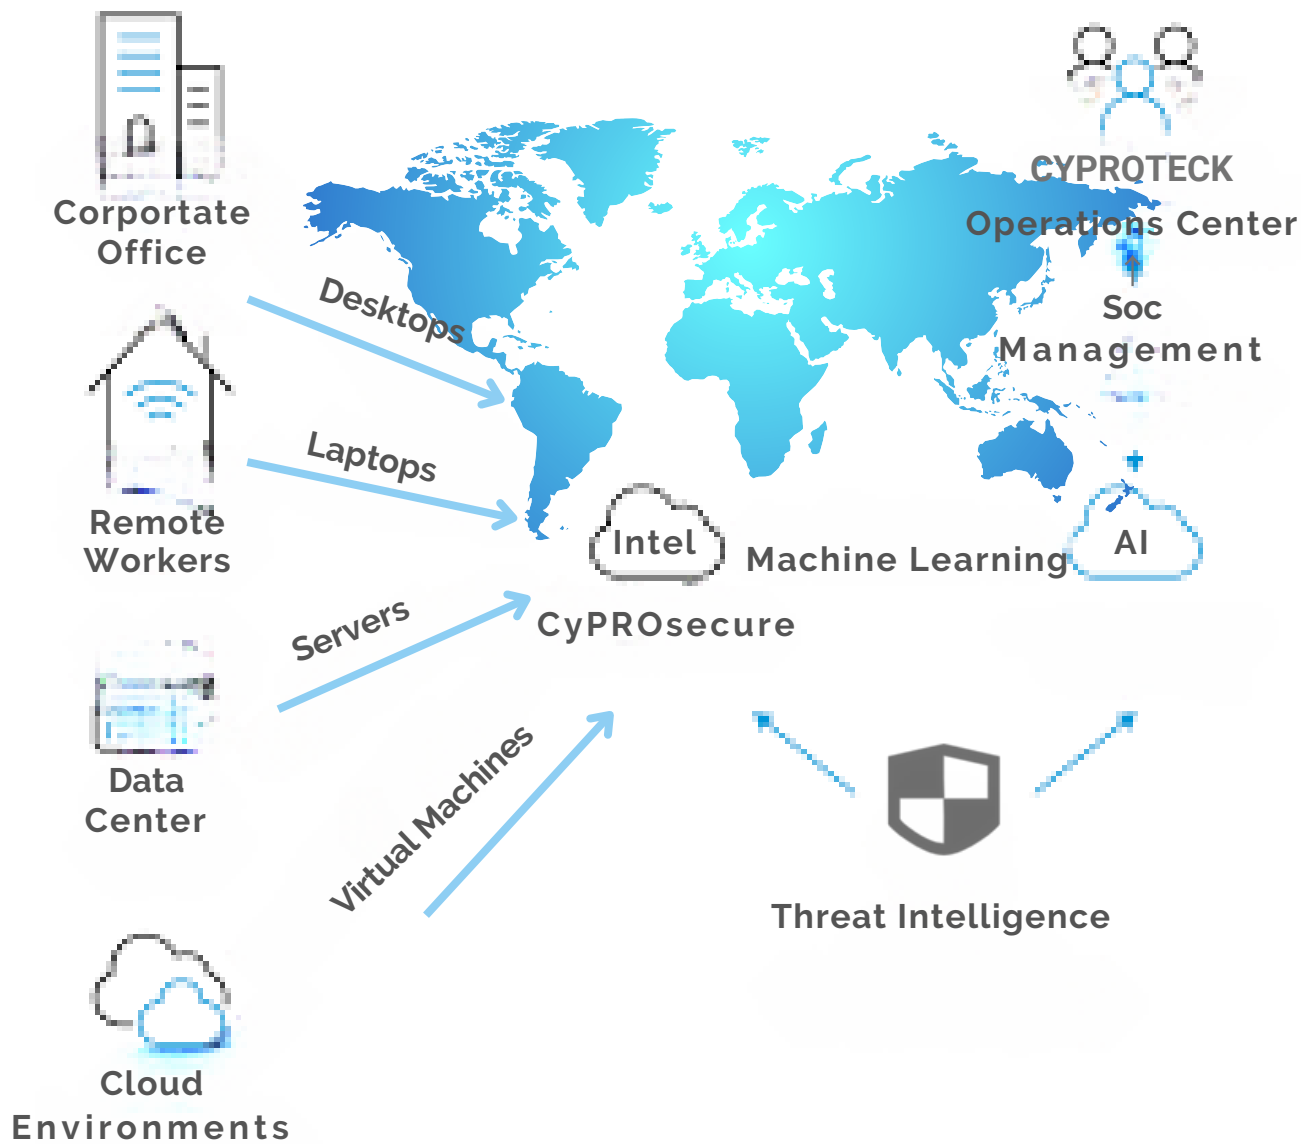 Corportate
Office
Desktops
Remote
Workers
Laptops
Data
Center
Servers
Cloud
Environments
Virtual Machines
Intel
CyPROsecure
Machine Learning
AI
CYPROTECK
Operations Center
Soc
Management
Threat Intelligence